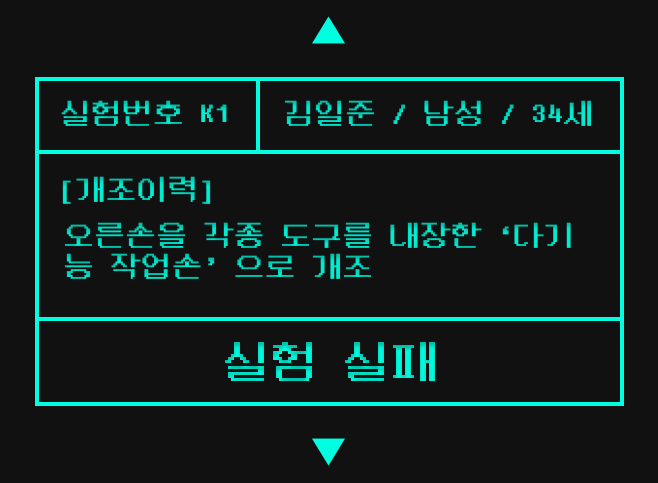 실험번호 K1
김일준 / 남성 / 34세
[개조이력]
오른손을 각종 도구를 내장한 ‘다기
능 작업손’ 으로 개조
실험 실패